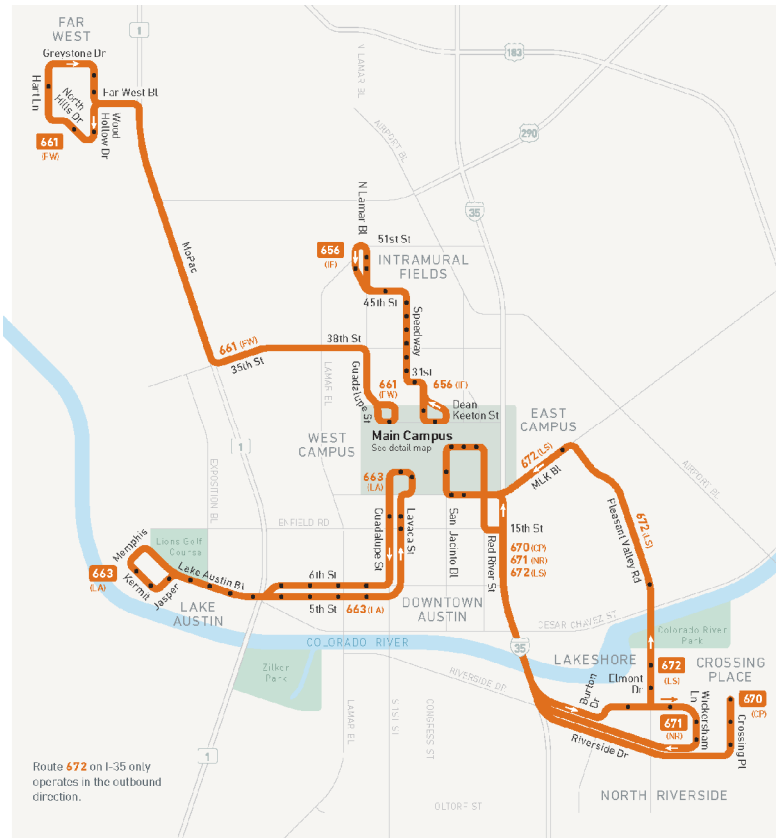 FAR
WEST
Greystone Dr
1
Hart Ln
North
Hills Dr
Far West Bl
Wood
Hollow Dr
661
(FW)
N LAMAR BL
183
AIRPORT BL
290
35
MoPac
N Lamar Bl
51st St
656
(IF)
INTRAMURAL
FIELDS
45th St
Speedway
661 (FW)
35th St
38th St
31st
LAMAR BL
Guadalupe St
661
(FW)
656 (IF)
Dean
Keeton St
EAST
CAMPUS
WEST
CAMPUS
Main Campus
See detail map
672 (LS)
MLK Bl
1
663
(LA)
EXPOSITION BL
AIRPORT BL
Pleasant Valley Rd
672 (LS)
ENFIELD RD
Guadalupe St
Lavaca St
San Jacinto Bl
15th St
Red River St
670 (CP)
671 (NR)
672 (LS)
Lions Golf
Course
Memphis
Kermit
Jasper
663
(LA)
Lake Austin Bl
6th St
5th St
663 (LA)
LAKE
AUSTIN
DOWNTOWN
AUSTIN
CESAR CHAVEZ ST
COLORADO RIVER
Colorado River
Park
35
Zilker
Park
RIVERSIDE DR
LAKESHORE
CROSSING
PLACE
Elmont
Dr
672
(LS)
Burton
Dr
Wickersham
Ln
670
(CP)
671
(NR)
Crossing Pl
Riverside Dr
LAMAR BL
S 1ST ST
CONGRESS ST
1
Route 672 on I-35 only
operates in the outbound
direction.
OLTORF ST
NORTH RIVERSIDE